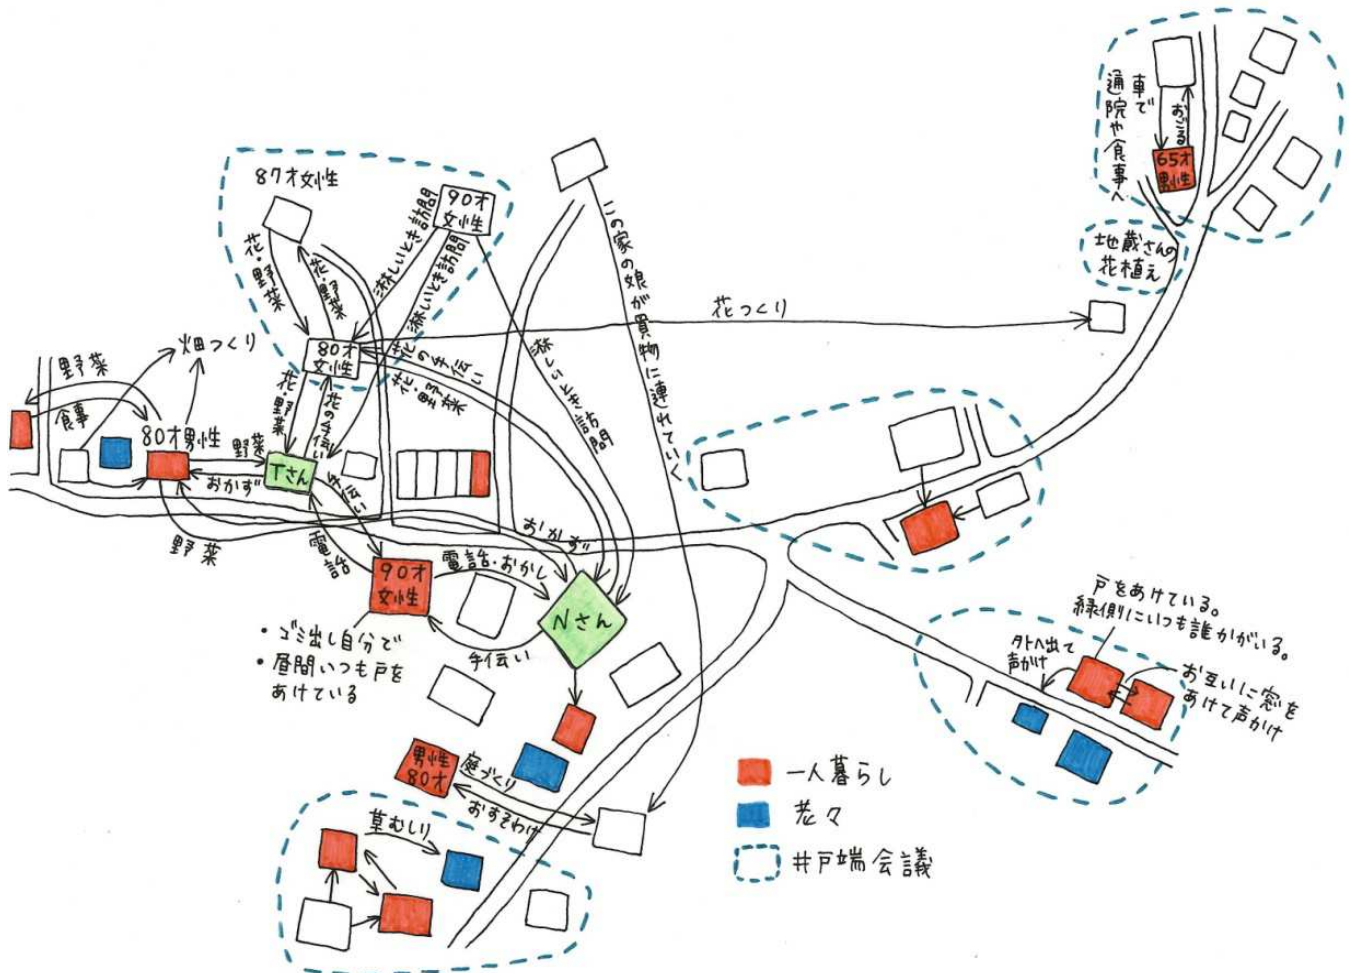 車で
通院や食事へ
おごる
65才
男性
地蔵さんの
花植え
87才女性
90才
女性
淋しいとき訪問
淋しいとき訪問
淋しいとき訪問
この家の娘が買物に連れていく
花・野菜
花・野菜
花つくり
80才
女性
花の手伝い
花・野菜
畑つくり
野菜
食事
80才男性
野菜
おかず
花・野菜
花の手伝い
Tさん
手伝い
野菜
電話
おかず
90才
女性
電話・おかし
Nさん
手伝い
・ゴミ出し自分で
・昼間いつも戸を
あけている
戸をあけている。
縁側にいつも誰かがいる。
外へ出て
声かけ
お互いに窓を
あけて声かけ
男性
80才
庭づくり
おすそわけ
草むしり
一人暮らし
老々
井戸端会議